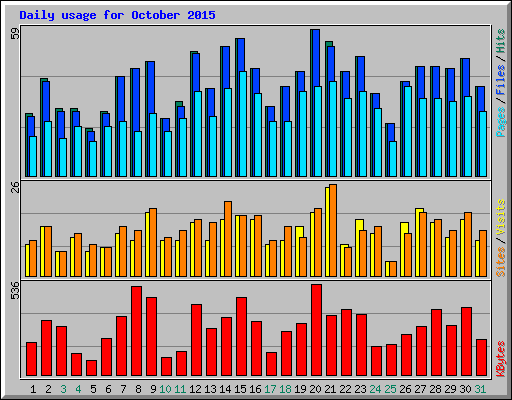 Daily usage for October 2015
59
Pages / Files / Hits
26
Sites / Visits
536
KBytes
1 2 3 4 5 6 7 8 9 10 11 12 13 14 15 16 17 18 19 20 21 22 23 24 25 26 27 28 29 30 31